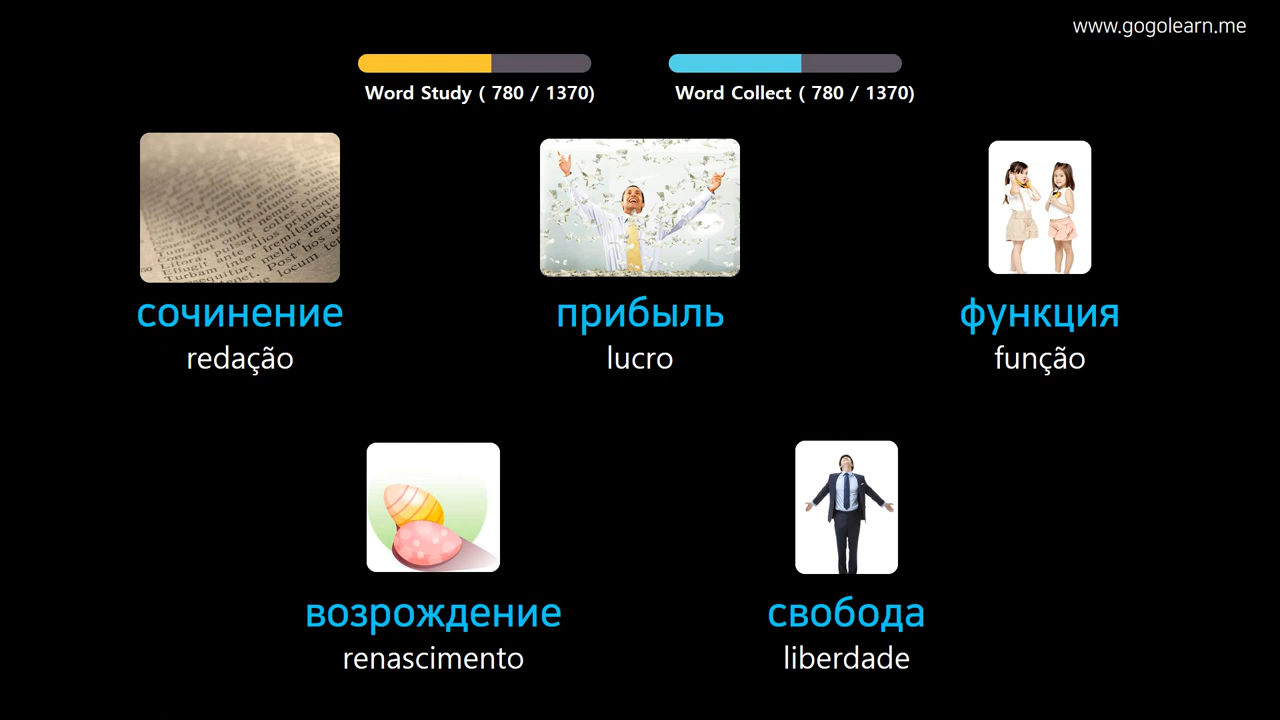 www.gogolearn.me
Word Study ( 780 / 1370)
Word Collect ( 780 / 1370)
сочинение
redação
прибыль
lucro
функция
função
возрождение
renascimento
свобода
liberdade